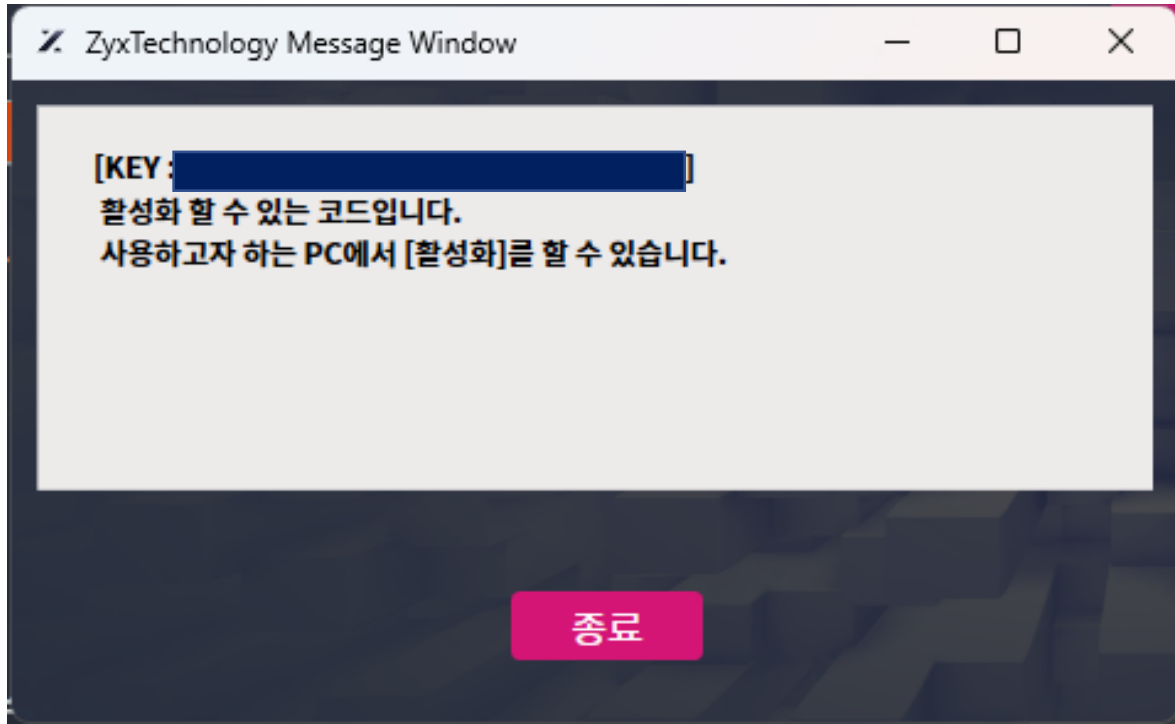 ZyxTechnology Message Window
[KEY : ]
활성화 할 수 있는 코드입니다.
사용하고자 하는 PC에서 [활성화]를 할 수 있습니다.
종료